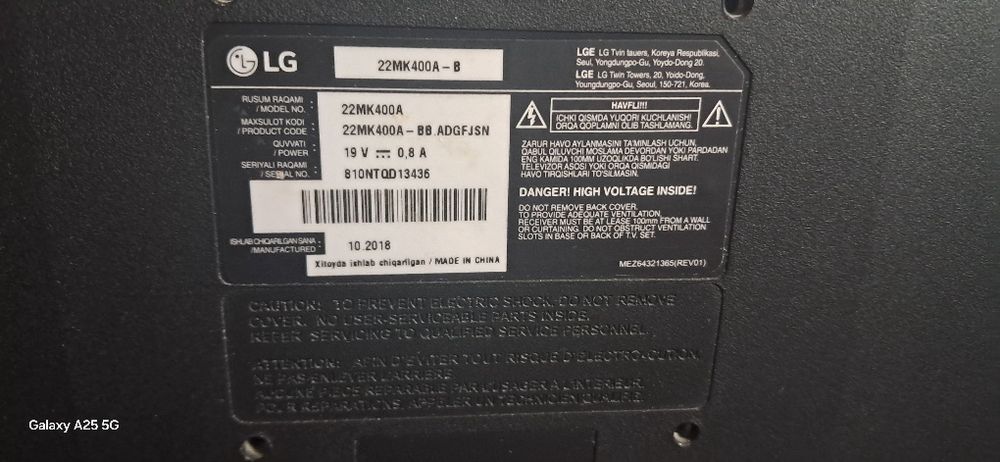 LG
22MK400A-B
LGE LG Tvin tauers, Koreya Respublikasi,
Seul, Yongdungpo-Gu, Yoydo-Dong 20.
LGE LG Twin Towers, 20, Yoido-Dong,
Youngdungpo-Gu, Seoul, 150-721, Korea.
RUSUM RAQAMI
/ MODEL NO. : 22MK400A
MAXSULOT KODI
/ PRODUCT CODE : 22MK400A-BB.ADGFJSN
QUVVATI
/ POWER : 19 V ⎓ 0,8 A
SERIYALI RAQAMI
/ SERIAL NO. : 810NTQD13436
ISHLAB CHIQARILGAN SANA
/MANUFACTURED : 10.2018
Xitoyda ishlab chiqarilgan / MADE IN CHINA
HAVFLI!!!
ICHKI QISMDA YUQORI KUCHLANISH!
ORQA QOPLAMNI OLIB TASHLAMANG.
ZARUR HAVO AYLANMASINI TA'MINLASH UCHUN,
QABUL QILUVCHI MOSLAMA DEVORDAN YOKI PARDADAN
ENG KAMIDA 100MM UZOQLIKDA BO'LISHI SHART.
TELEVIZOR ASOSI YOKI ORQA QISMIDAGI
HAVO TIRQISHLARI TO'SILMASIN.
DANGER! HIGH VOLTAGE INSIDE!
DO NOT REMOVE BACK COVER.
TO PROVIDE ADEQUATE VENTILATION,
RECEIVER MUST BE AT LEASE 100mm FROM A WALL
OR CURTAINING. DO NOT OBSTRUCT VENTILATION
SLOTS IN BASE OR BACK OF T.V. SET.
MEZ64321365(REV01)
CAUTION: TO PREVENT ELECTRIC SHOCK, DO NOT REMOVE
COVER. NO USER-SERVICEABLE PARTS INSIDE.
REFER SERVICING TO QUALIFIED SERVICE PERSONNEL.
ATTENTION: AFIN D'ÉVITER TOUT RISQUE D'ÉLECTROCUTION
NE PAS ENLEVER L'ARRIERE
AUCUNE PIECE REPARABLE PAR L'USAGER A L'INTERIEUR.
POUR REPARATIONS, APPELER UN TECHNICIEN QUALIFIE.
Galaxy A25 5G